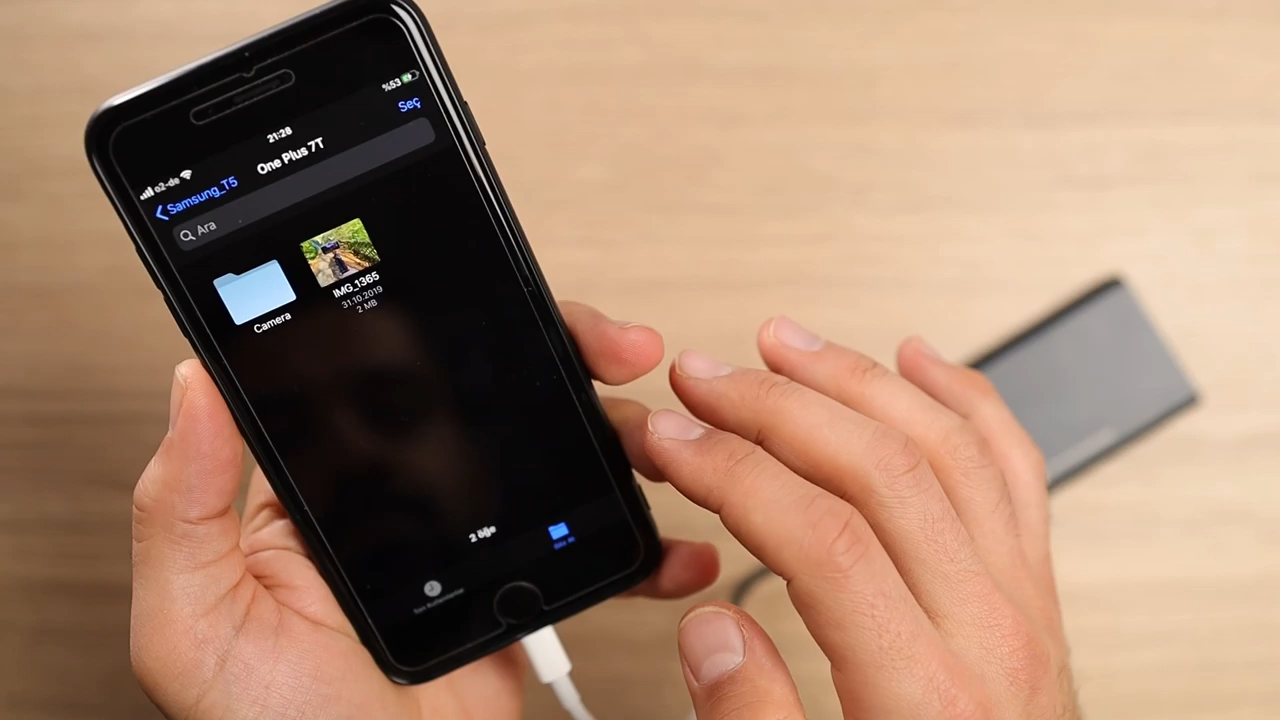 %53
Seç
21:28
One Plus 7T
o2-de
Samsung_T5
Ara
IMG_1365
31.10.2019
2 MB
Camera
2 öğe